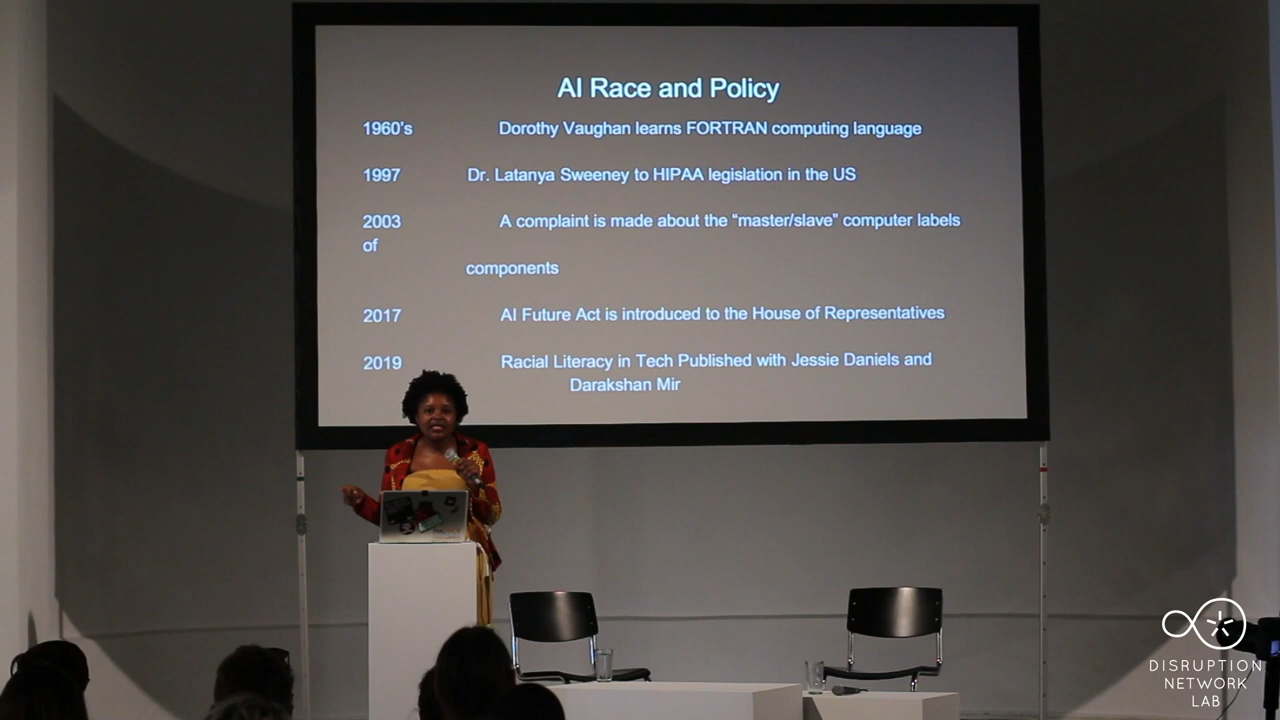 AI Race and Policy
1960's Dorothy Vaughan learns FORTRAN computing language
1997 Dr. Latanya Sweeney to HIPAA legislation in the US
2003 A complaint is made about the “master/slave” computer labels
of
components
2017 AI Future Act is introduced to the House of Representatives
2019 Racial Literacy in Tech Published with Jessie Daniels and
Darakshan Mir
DISRUPTION
NETWORK
LAB